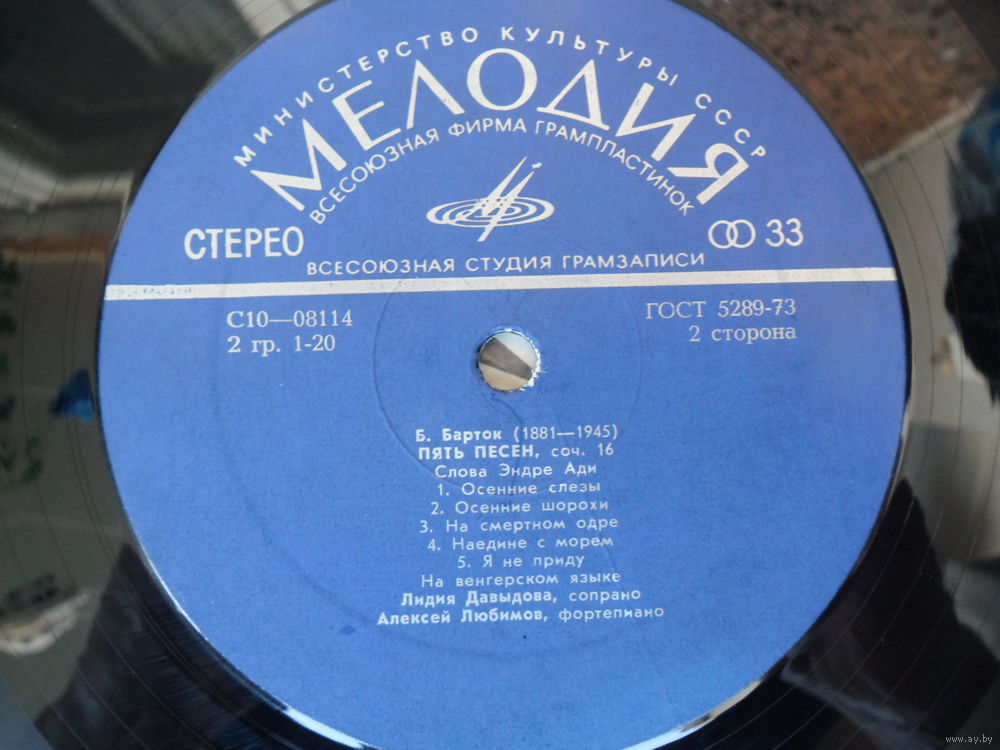 МИНИСТЕРСТВО КУЛЬТУРЫ СССР
МЕЛОДИЯ
ВСЕСОЮЗНАЯ ФИРМА ГРАМПЛАСТИНОК
СТЕРЕО
33
ВСЕСОЮЗНАЯ СТУДИЯ ГРАМЗАПИСИ
С10—08114
ГОСТ 5289-73
2 гр. 1-20
2 сторона
Б. Барток (1881—1945)
ПЯТЬ ПЕСЕН, соч. 16
Слова Эндре Ади
1. Осенние слезы
2. Осенние шорохи
3. На смертном одре
4. Наедине с морем
5. Я не приду
На венгерском языке
Лидия Давыдова, сопрано
Алексей Любимов, фортепиано
www.ay.by